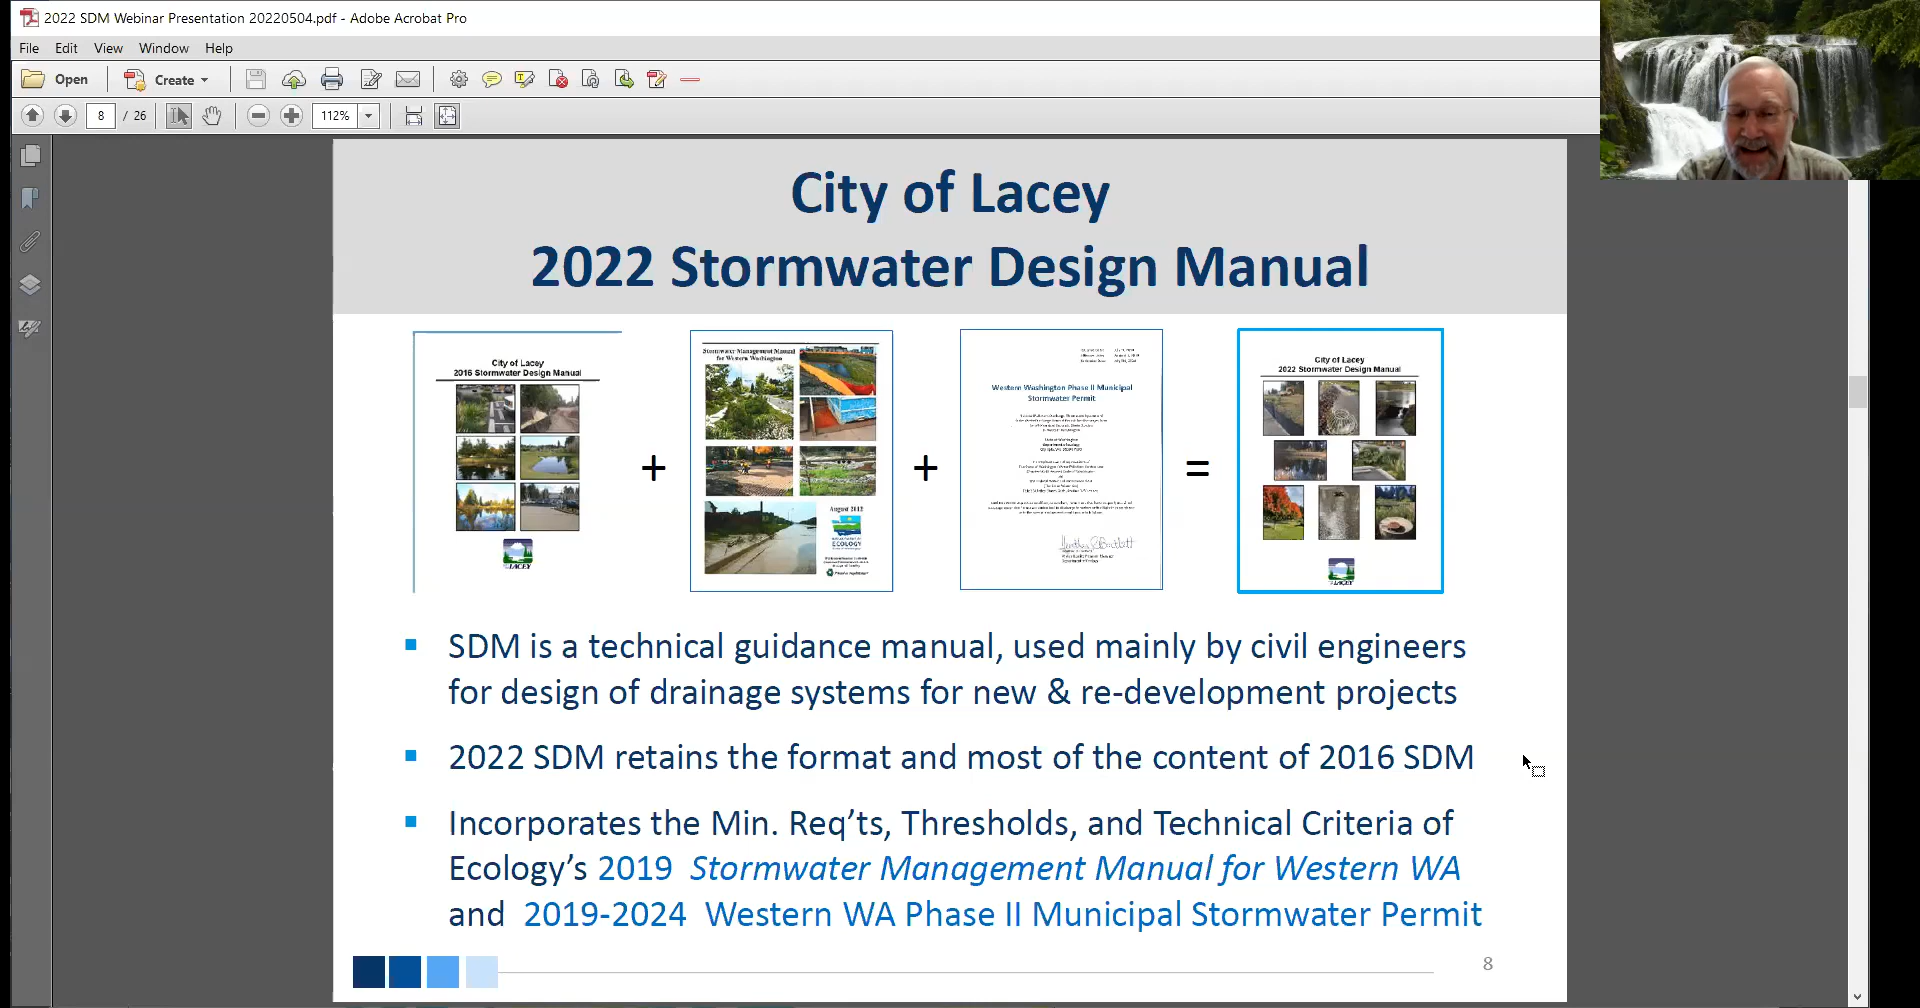 2022 SDM Webinar Presentation 20220504.pdf - Adobe Acrobat Pro
File Edit View Window Help
Open Create
8 / 26 112%
City of Lacey
2022 Stormwater Design Manual
City of Lacey
2016 Stormwater Design Manual
LACEY
+
Stormwater Management Manual
for Western Washington
August 2012
ECOLOGY
+
Western Washington Phase II Municipal
Stormwater Permit
=
City of Lacey
2022 Stormwater Design Manual
LACEY
▪ SDM is a technical guidance manual, used mainly by civil engineers
for design of drainage systems for new & re-development projects
▪ 2022 SDM retains the format and most of the content of 2016 SDM
▪ Incorporates the Min. Req’ts, Thresholds, and Technical Criteria of
Ecology’s 2019 Stormwater Management Manual for Western WA
and 2019-2024 Western WA Phase II Municipal Stormwater Permit
8